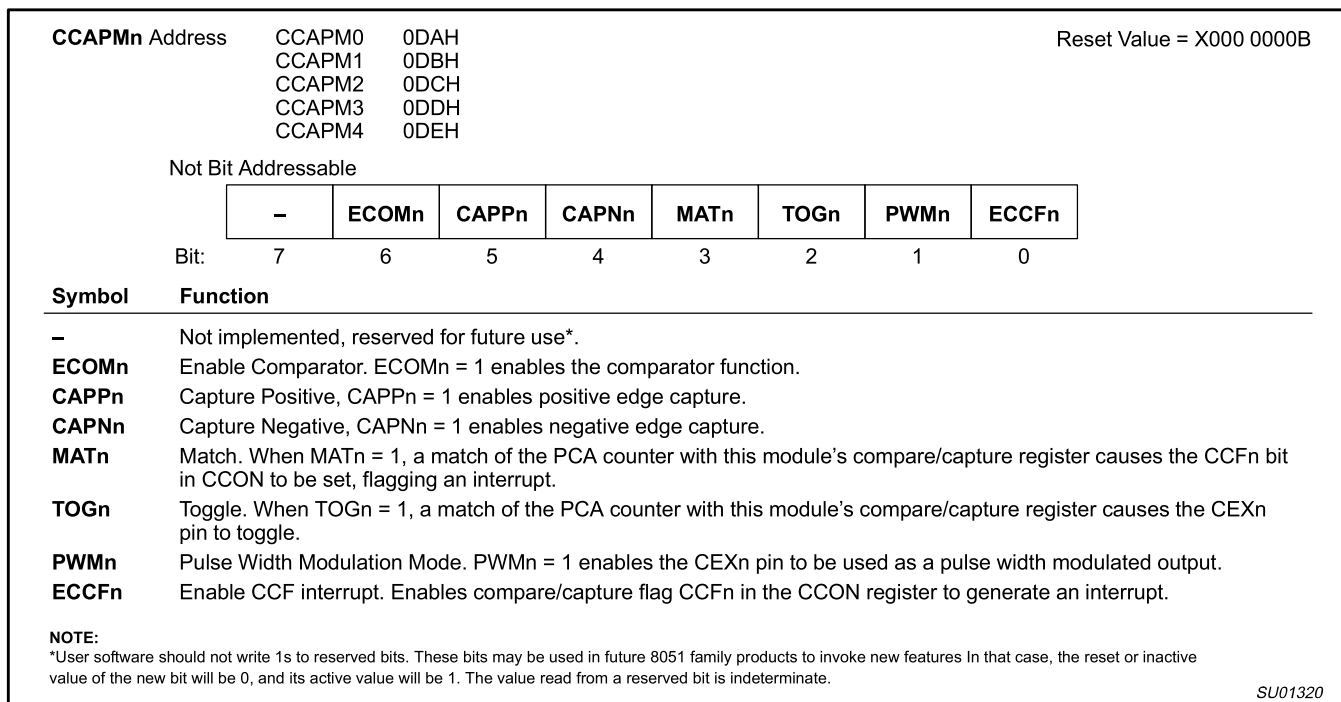 CCAPMn Address CCAPM0 0DAH Reset Value = X000 0000B
CCAPM1 0DBH
CCAPM2 0DCH
CCAPM3 0DDH
CCAPM4 0DEH
Not Bit Addressable
– ECOMn CAPPn CAPNn MATn TOGn PWMn ECCFn
Bit: 7 6 5 4 3 2 1 0
Symbol Function
– Not implemented, reserved for future use*.
ECOMn Enable Comparator. ECOMn = 1 enables the comparator function.
CAPPn Capture Positive, CAPPn = 1 enables positive edge capture.
CAPNn Capture Negative, CAPNn = 1 enables negative edge capture.
MATn Match. When MATn = 1, a match of the PCA counter with this module’s compare/capture register causes the CCFn bit
in CCON to be set, flagging an interrupt.
TOGn Toggle. When TOGn = 1, a match of the PCA counter with this module’s compare/capture register causes the CEXn
pin to toggle.
PWMn Pulse Width Modulation Mode. PWMn = 1 enables the CEXn pin to be used as a pulse width modulated output.
ECCFn Enable CCF interrupt. Enables compare/capture flag CCFn in the CCON register to generate an interrupt.
NOTE:
*User software should not write 1s to reserved bits. These bits may be used in future 8051 family products to invoke new features In that case, the reset or inactive
value of the new bit will be 0, and its active value will be 1. The value read from a reserved bit is indeterminate.
SU01320